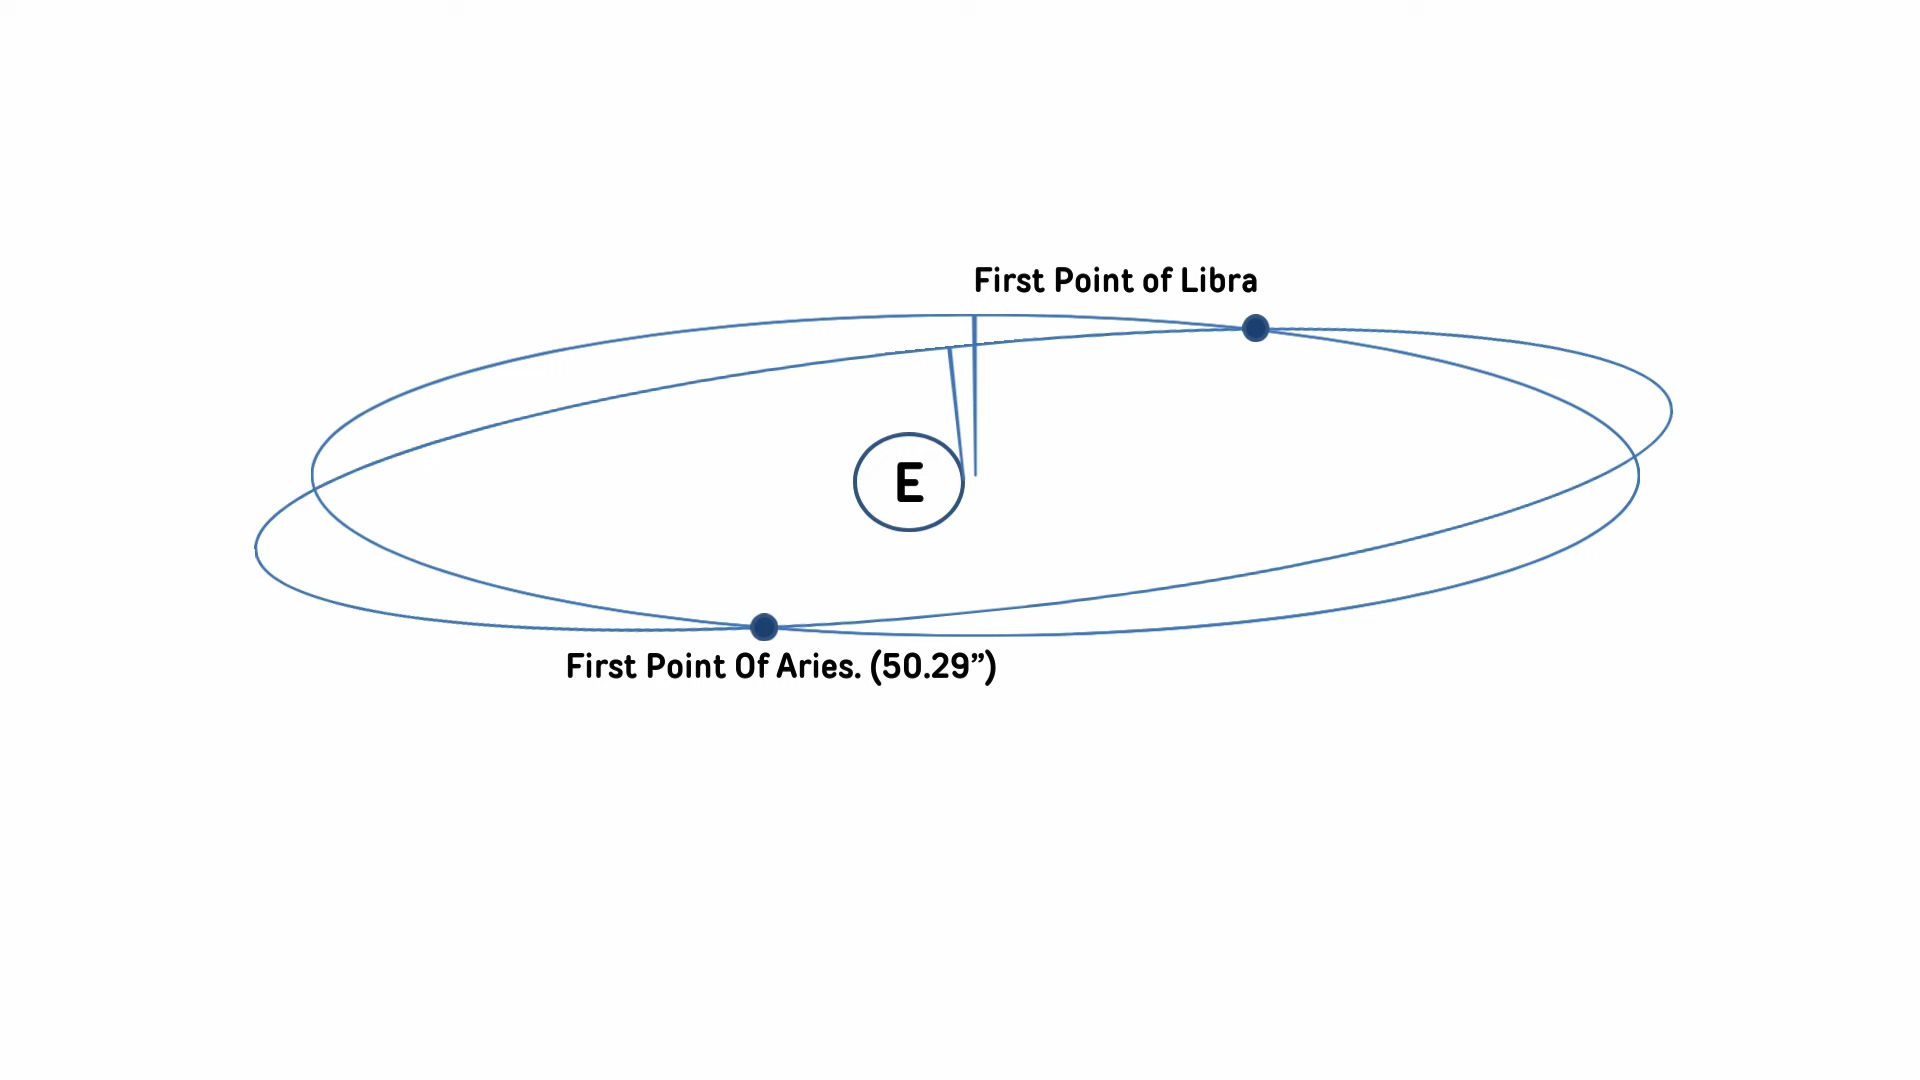 First Point of Libra
E
First Point Of Aries. (50.29”)